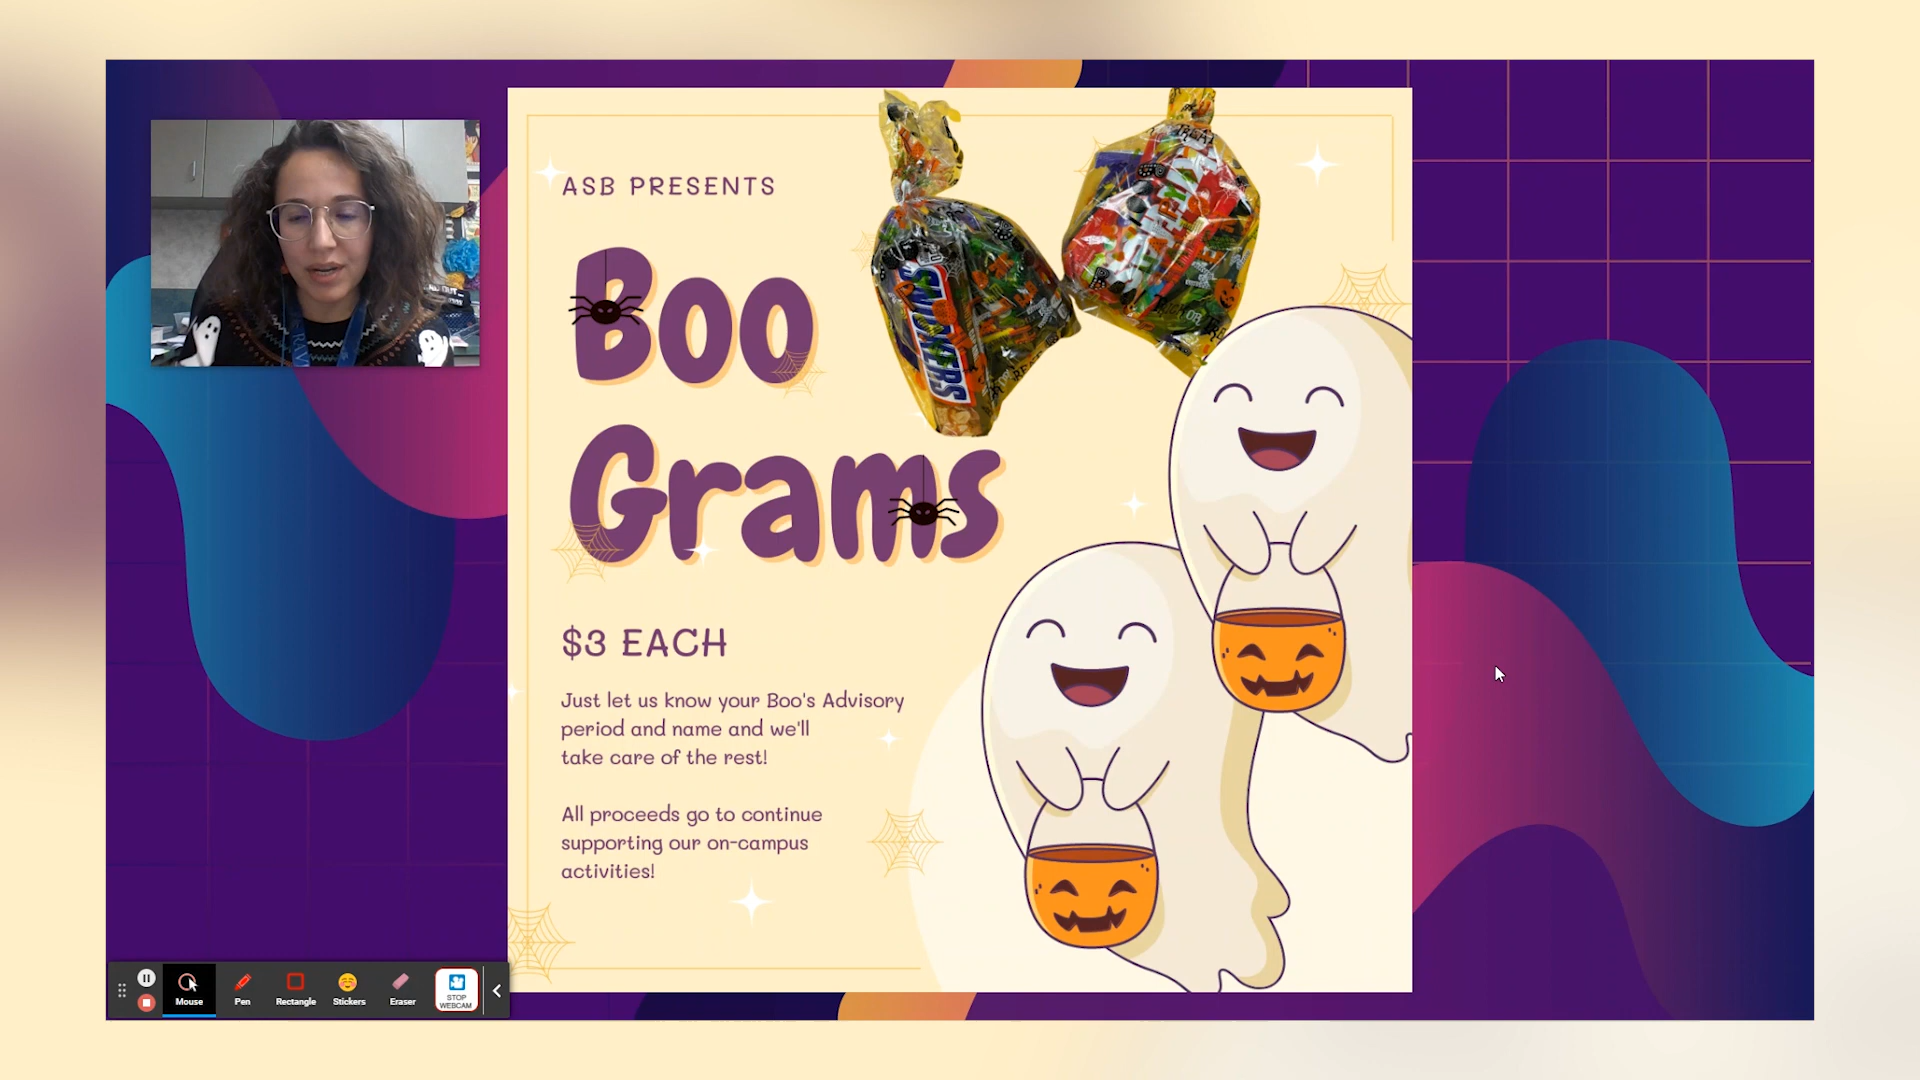 ASB PRESENTS
Boo
Grams
SNICKERS
TREAT
$3 EACH
Just let us know your Boo's Advisory
period and name and we'll
take care of the rest!
All proceeds go to continue
supporting our on-campus
activities!
Mouse
Pen
Rectangle
Stickers
Eraser
STOP
WEBCAM